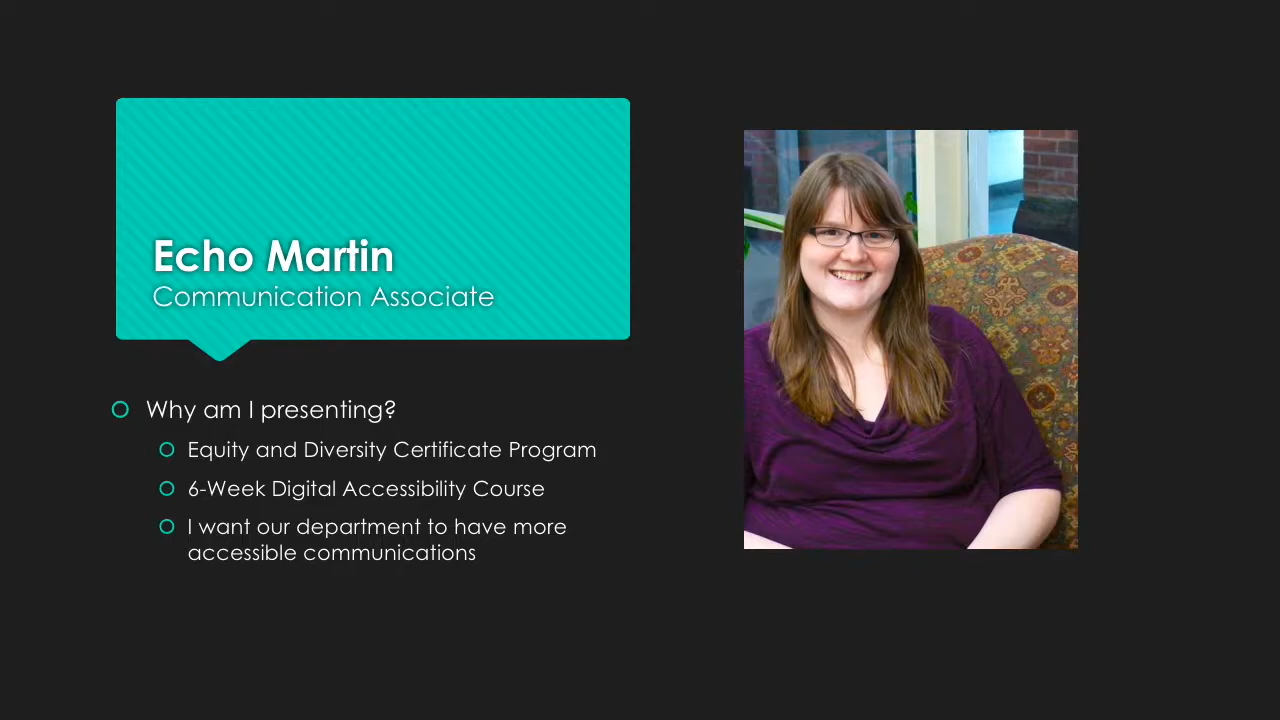 Echo Martin
Communication Associate
Why am I presenting?
Equity and Diversity Certificate Program
6-Week Digital Accessibility Course
I want our department to have more
accessible communications